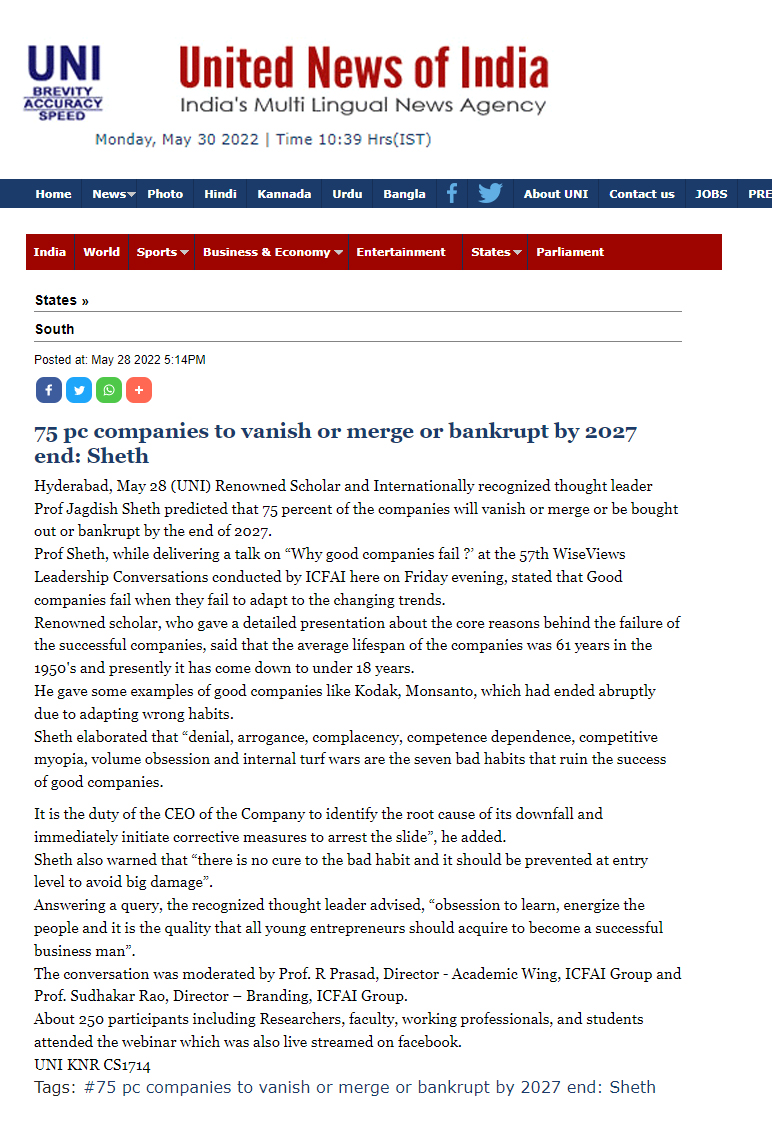 UNI
BREVITY
ACCURACY
SPEED
United News of India
India's Multi Lingual News Agency
Monday, May 30 2022 | Time 10:39 Hrs(IST)
Home News Photo Hindi Kannada Urdu Bangla f About UNI Contact us JOBS PRE
India World Sports Business & Economy Entertainment States Parliament
States »
South
Posted at: May 28 2022 5:14PM
75 pc companies to vanish or merge or bankrupt by 2027
end: Sheth
Hyderabad, May 28 (UNI) Renowned Scholar and Internationally recognized thought leader
Prof Jagdish Sheth predicted that 75 percent of the companies will vanish or merge or be bought
out or bankrupt by the end of 2027.
Prof Sheth, while delivering a talk on “Why good companies fail ?’ at the 57th WiseViews
Leadership Conversations conducted by ICFAI here on Friday evening, stated that Good
companies fail when they fail to adapt to the changing trends.
Renowned scholar, who gave a detailed presentation about the core reasons behind the failure of
the successful companies, said that the average lifespan of the companies was 61 years in the
1950's and presently it has come down to under 18 years.
He gave some examples of good companies like Kodak, Monsanto, which had ended abruptly
due to adapting wrong habits.
Sheth elaborated that “denial, arrogance, complacency, competence dependence, competitive
myopia, volume obsession and internal turf wars are the seven bad habits that ruin the success
of good companies.
It is the duty of the CEO of the Company to identify the root cause of its downfall and
immediately initiate corrective measures to arrest the slide”, he added.
Sheth also warned that “there is no cure to the bad habit and it should be prevented at entry
level to avoid big damage”.
Answering a query, the recognized thought leader advised, “obsession to learn, energize the
people and it is the quality that all young entrepreneurs should acquire to become a successful
business man”.
The conversation was moderated by Prof. R Prasad, Director - Academic Wing, ICFAI Group and
Prof. Sudhakar Rao, Director – Branding, ICFAI Group.
About 250 participants including Researchers, faculty, working professionals, and students
attended the webinar which was also live streamed on facebook.
UNI KNR CS1714
Tags: #75 pc companies to vanish or merge or bankrupt by 2027 end: Sheth